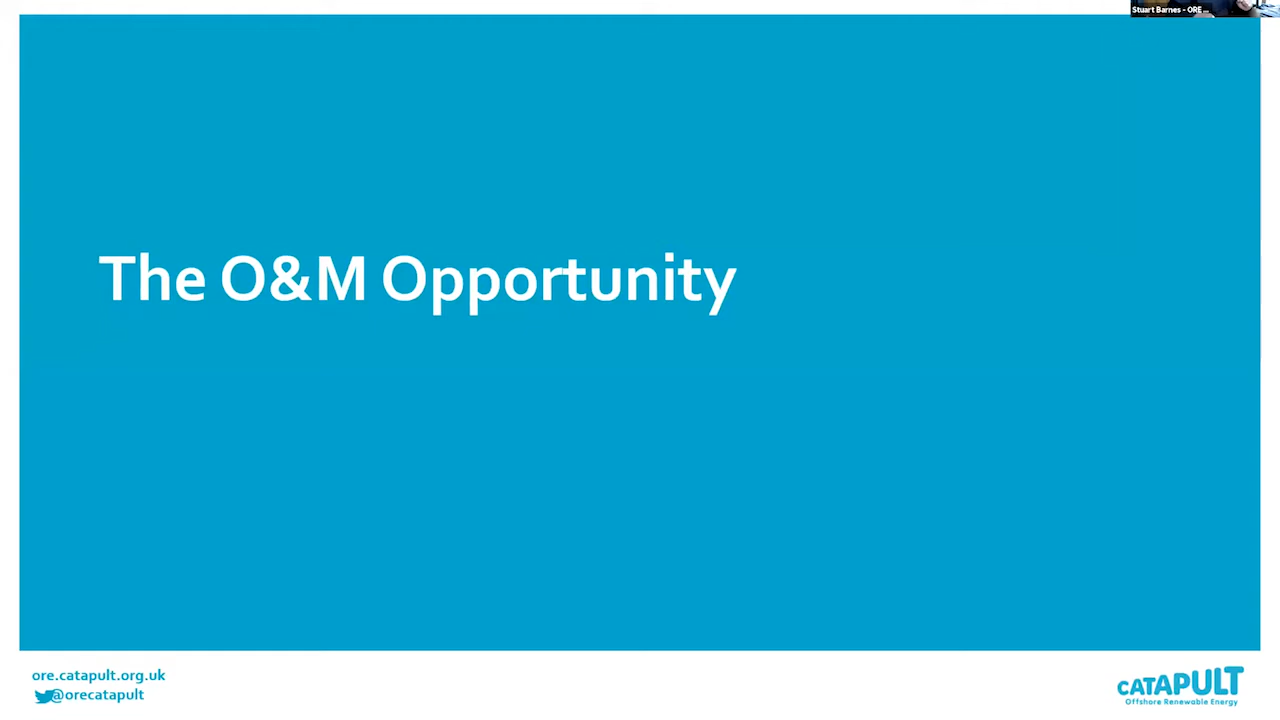 Stuart Barnes - ORE ...
The O&M Opportunity
ore.catapult.org.uk
@orecatapult
CATAPULT
Offshore Renewable Energy